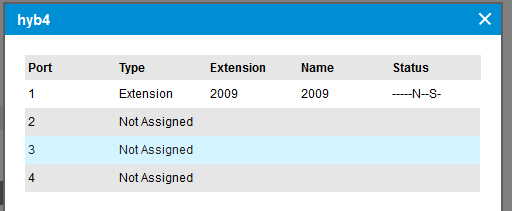 hyb4
Port Type Extension Name Status
1 Extension 2009 2009 -----N--S-
2 Not Assigned
3 Not Assigned
4 Not Assigned